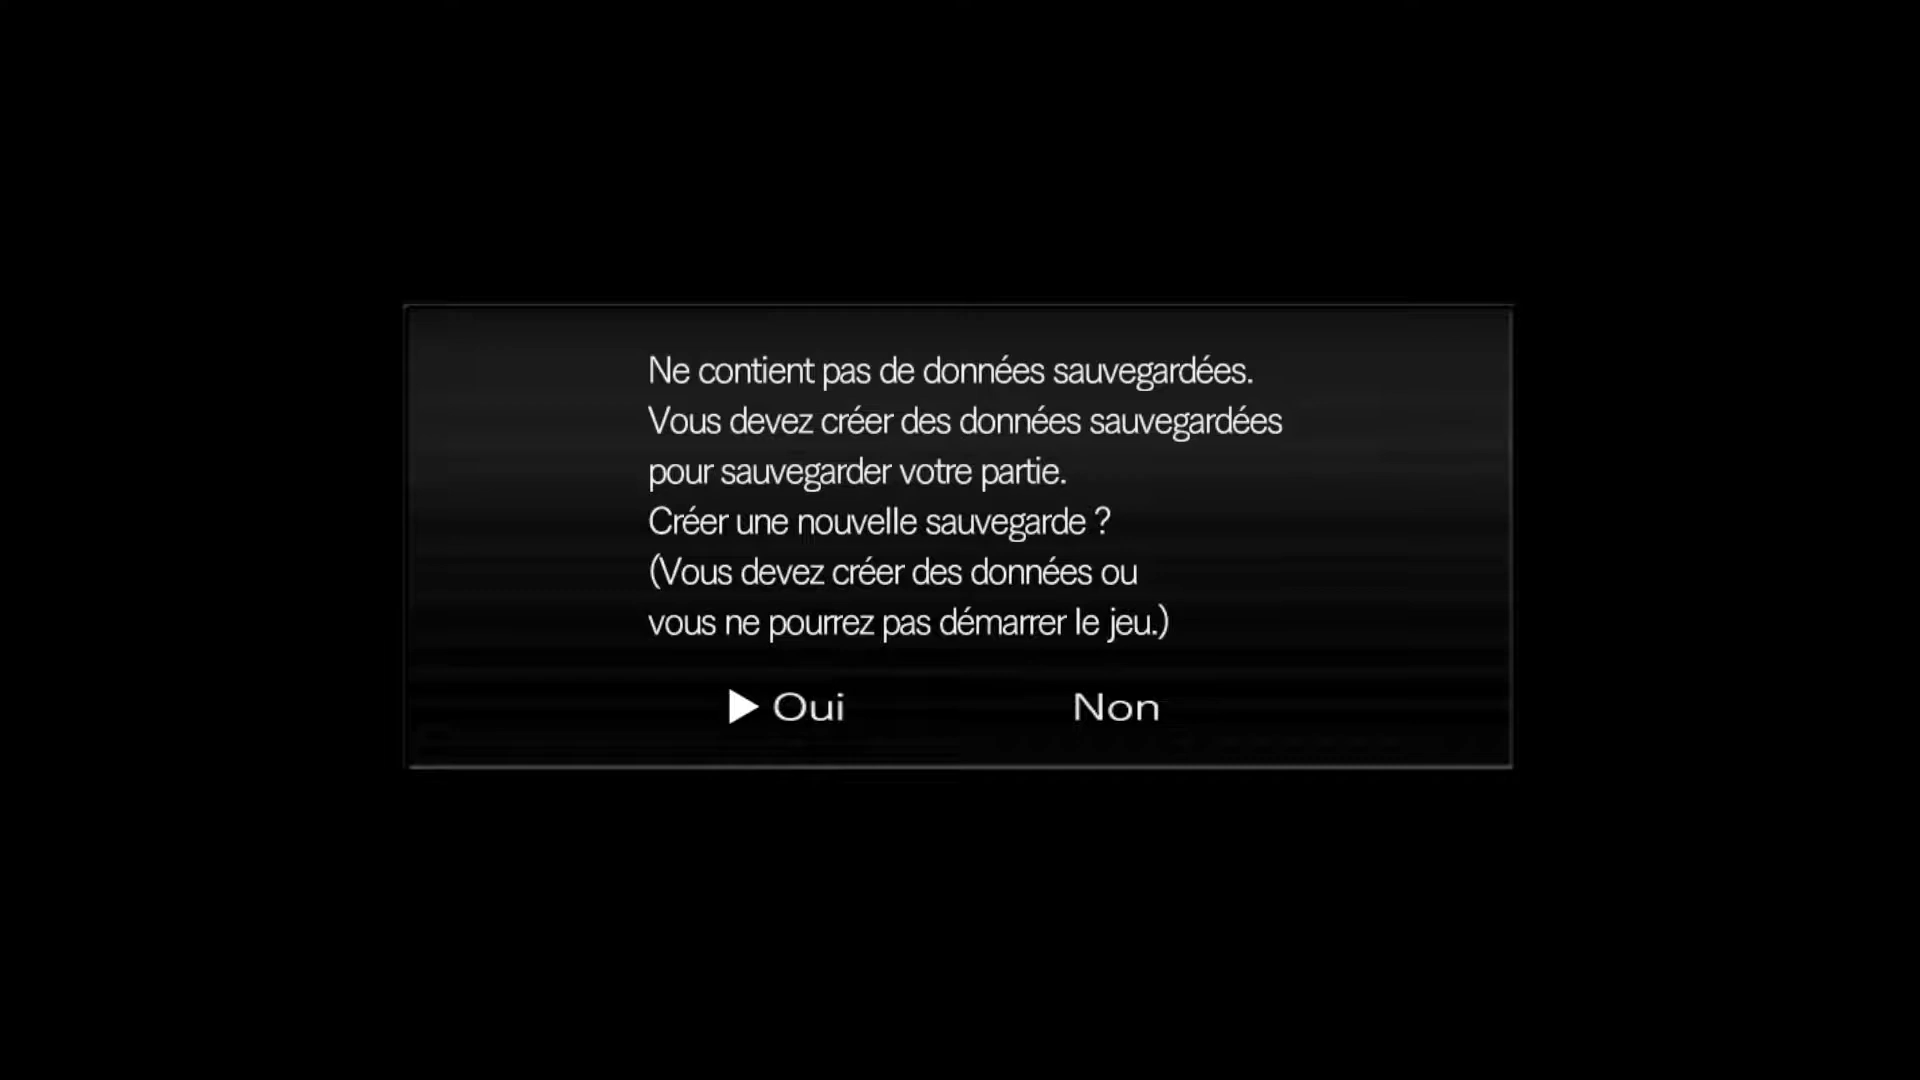 Ne contient pas de données sauvegardées.
Vous devez créer des données sauvegardées
pour sauvegarder votre partie.
Créer une nouvelle sauvegarde ?
(Vous devez créer des données ou
vous ne pourrez pas démarrer le jeu.)
Oui Non